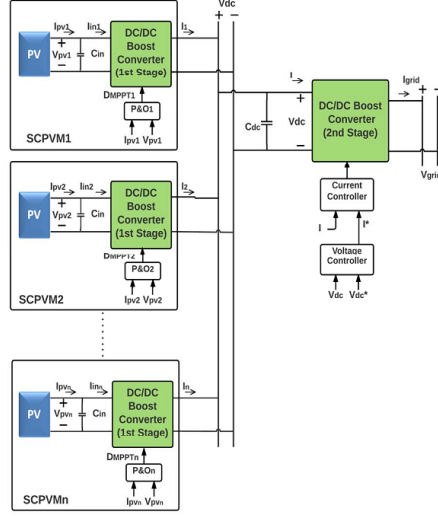 Vdc
+ −
Ipv1 Iin1 I1
PV
+
Vpv1
−
Cin
DC/DC
Boost
Converter
(1st Stage)
DMPPT1
P&O1
Ipv1 Vpv1
SCPVM1
Ipv2 Iin2 I2
PV
+
Vpv2
−
Cin
DC/DC
Boost
Converter
(1st Stage)
DMPPT2
P&O2
Ipv2 Vpv2
SCPVM2
Ipvn Iinn In
PV
+
Vpvn
−
Cin
DC/DC
Boost
Converter
(1st Stage)
DMPPTn
P&On
Ipvn Vpvn
SCPVMn
Cdc
I
+
Vdc
−
DC/DC Boost
Converter
(2nd Stage)
Igrid + −
Vgrid
Current
Controller
I I*
Voltage
Controller
Vdc Vdc*